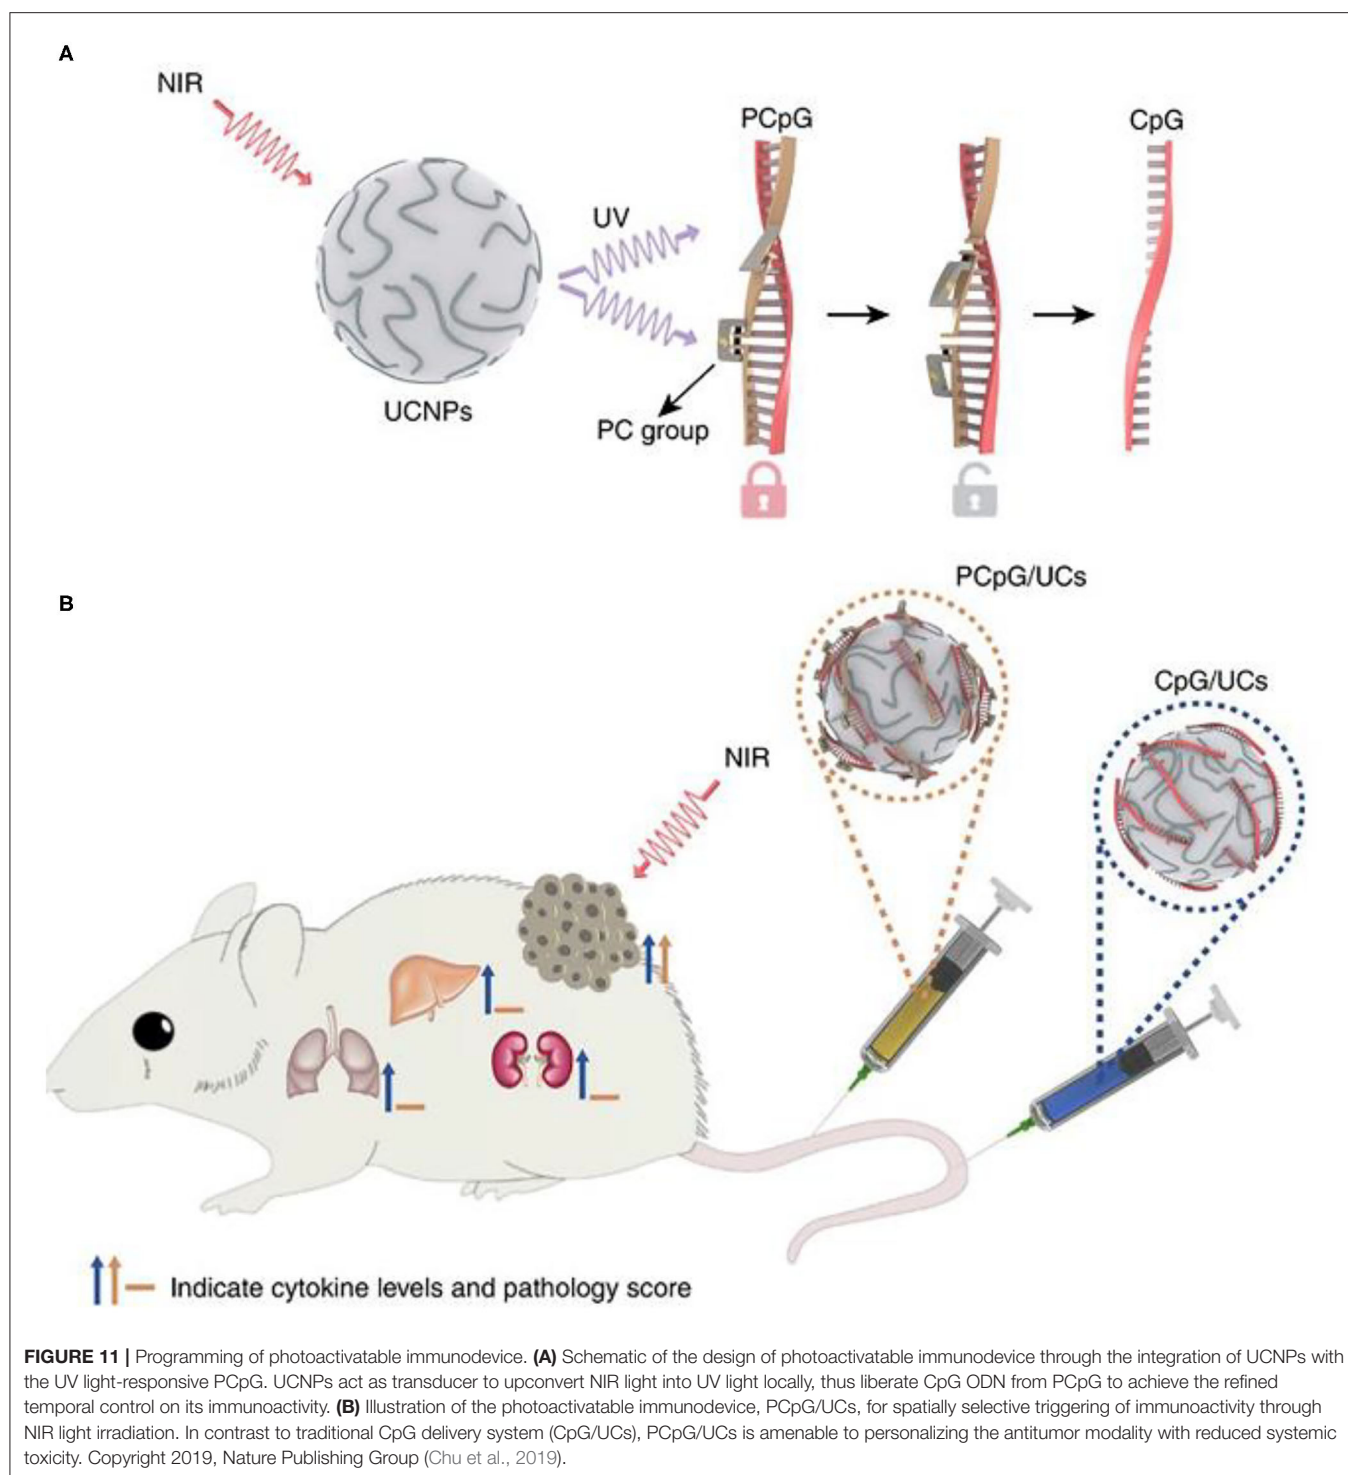 A
NIR
PCpG
CpG
UV
UCNPs
PC group
B
PCpG/UCs
CpG/UCs
NIR
Indicate cytokine levels and pathology score
FIGURE 11 | Programming of photoactivatable immunodevice. (A) Schematic of the design of photoactivatable immunodevice through the integration of UCNPs with
the UV light-responsive PCpG. UCNPs act as transducer to upconvert NIR light into UV light locally, thus liberate CpG ODN from PCpG to achieve the refined
temporal control on its immunoactivity. (B) Illustration of the photoactivatable immunodevice, PCpG/UCs, for spatially selective triggering of immunoactivity through
NIR light irradiation. In contrast to traditional CpG delivery system (CpG/UCs), PCpG/UCs is amenable to personalizing the antitumor modality with reduced systemic
toxicity. Copyright 2019, Nature Publishing Group (Chu et al., 2019).